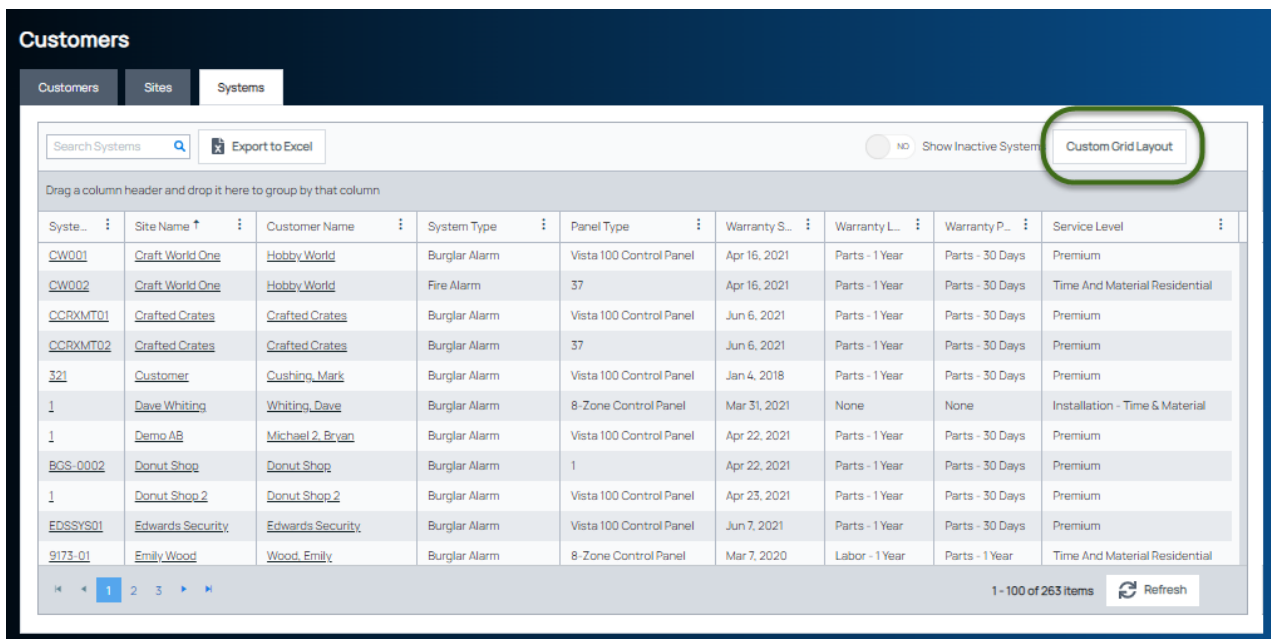 Customers
Customers Sites Systems
Search Systems Export to Excel NO Show Inactive System Custom Grid Layout
Drag a column header and drop it here to group by that column
Syste... Site Name Customer Name System Type Panel Type Warranty S... Warranty L... Warranty P... Service Level
CW001 Craft World One Hobby World Burglar Alarm Vista 100 Control Panel Apr 16, 2021 Parts - 1 Year Parts - 30 Days Premium
CW002 Craft World One Hobby World Fire Alarm 37 Apr 16, 2021 Parts - 1 Year Parts - 30 Days Time And Material Residential
CCRXMT01 Crafted Crates Crafted Crates Burglar Alarm Vista 100 Control Panel Jun 6, 2021 Parts - 1 Year Parts - 30 Days Premium
CCRXMT02 Crafted Crates Crafted Crates Burglar Alarm 37 Jun 6, 2021 Parts - 1 Year Parts - 30 Days Premium
321 Customer Cushing, Mark Burglar Alarm Vista 100 Control Panel Jan 4, 2018 Parts - 1 Year Parts - 30 Days Premium
1 Dave Whiting Whiting, Dave Burglar Alarm 8-Zone Control Panel Mar 31, 2021 None None Installation - Time & Material
1 Demo AB Michael 2, Bryan Burglar Alarm Vista 100 Control Panel Apr 22, 2021 Parts - 1 Year Parts - 30 Days Premium
BGS-0002 Donut Shop Donut Shop Burglar Alarm 1 Apr 22, 2021 Parts - 1 Year Parts - 30 Days Premium
1 Donut Shop 2 Donut Shop 2 Burglar Alarm Vista 100 Control Panel Apr 23, 2021 Parts - 1 Year Parts - 30 Days Premium
EDSSYS01 Edwards Security Edwards Security Burglar Alarm Vista 100 Control Panel Jun 7, 2021 Parts - 1 Year Parts - 30 Days Premium
9173-01 Emily Wood Wood, Emily Burglar Alarm 8-Zone Control Panel Mar 7, 2020 Labor - 1 Year Parts - 1 Year Time And Material Residential
1 2 3 1 - 100 of 263 items Refresh